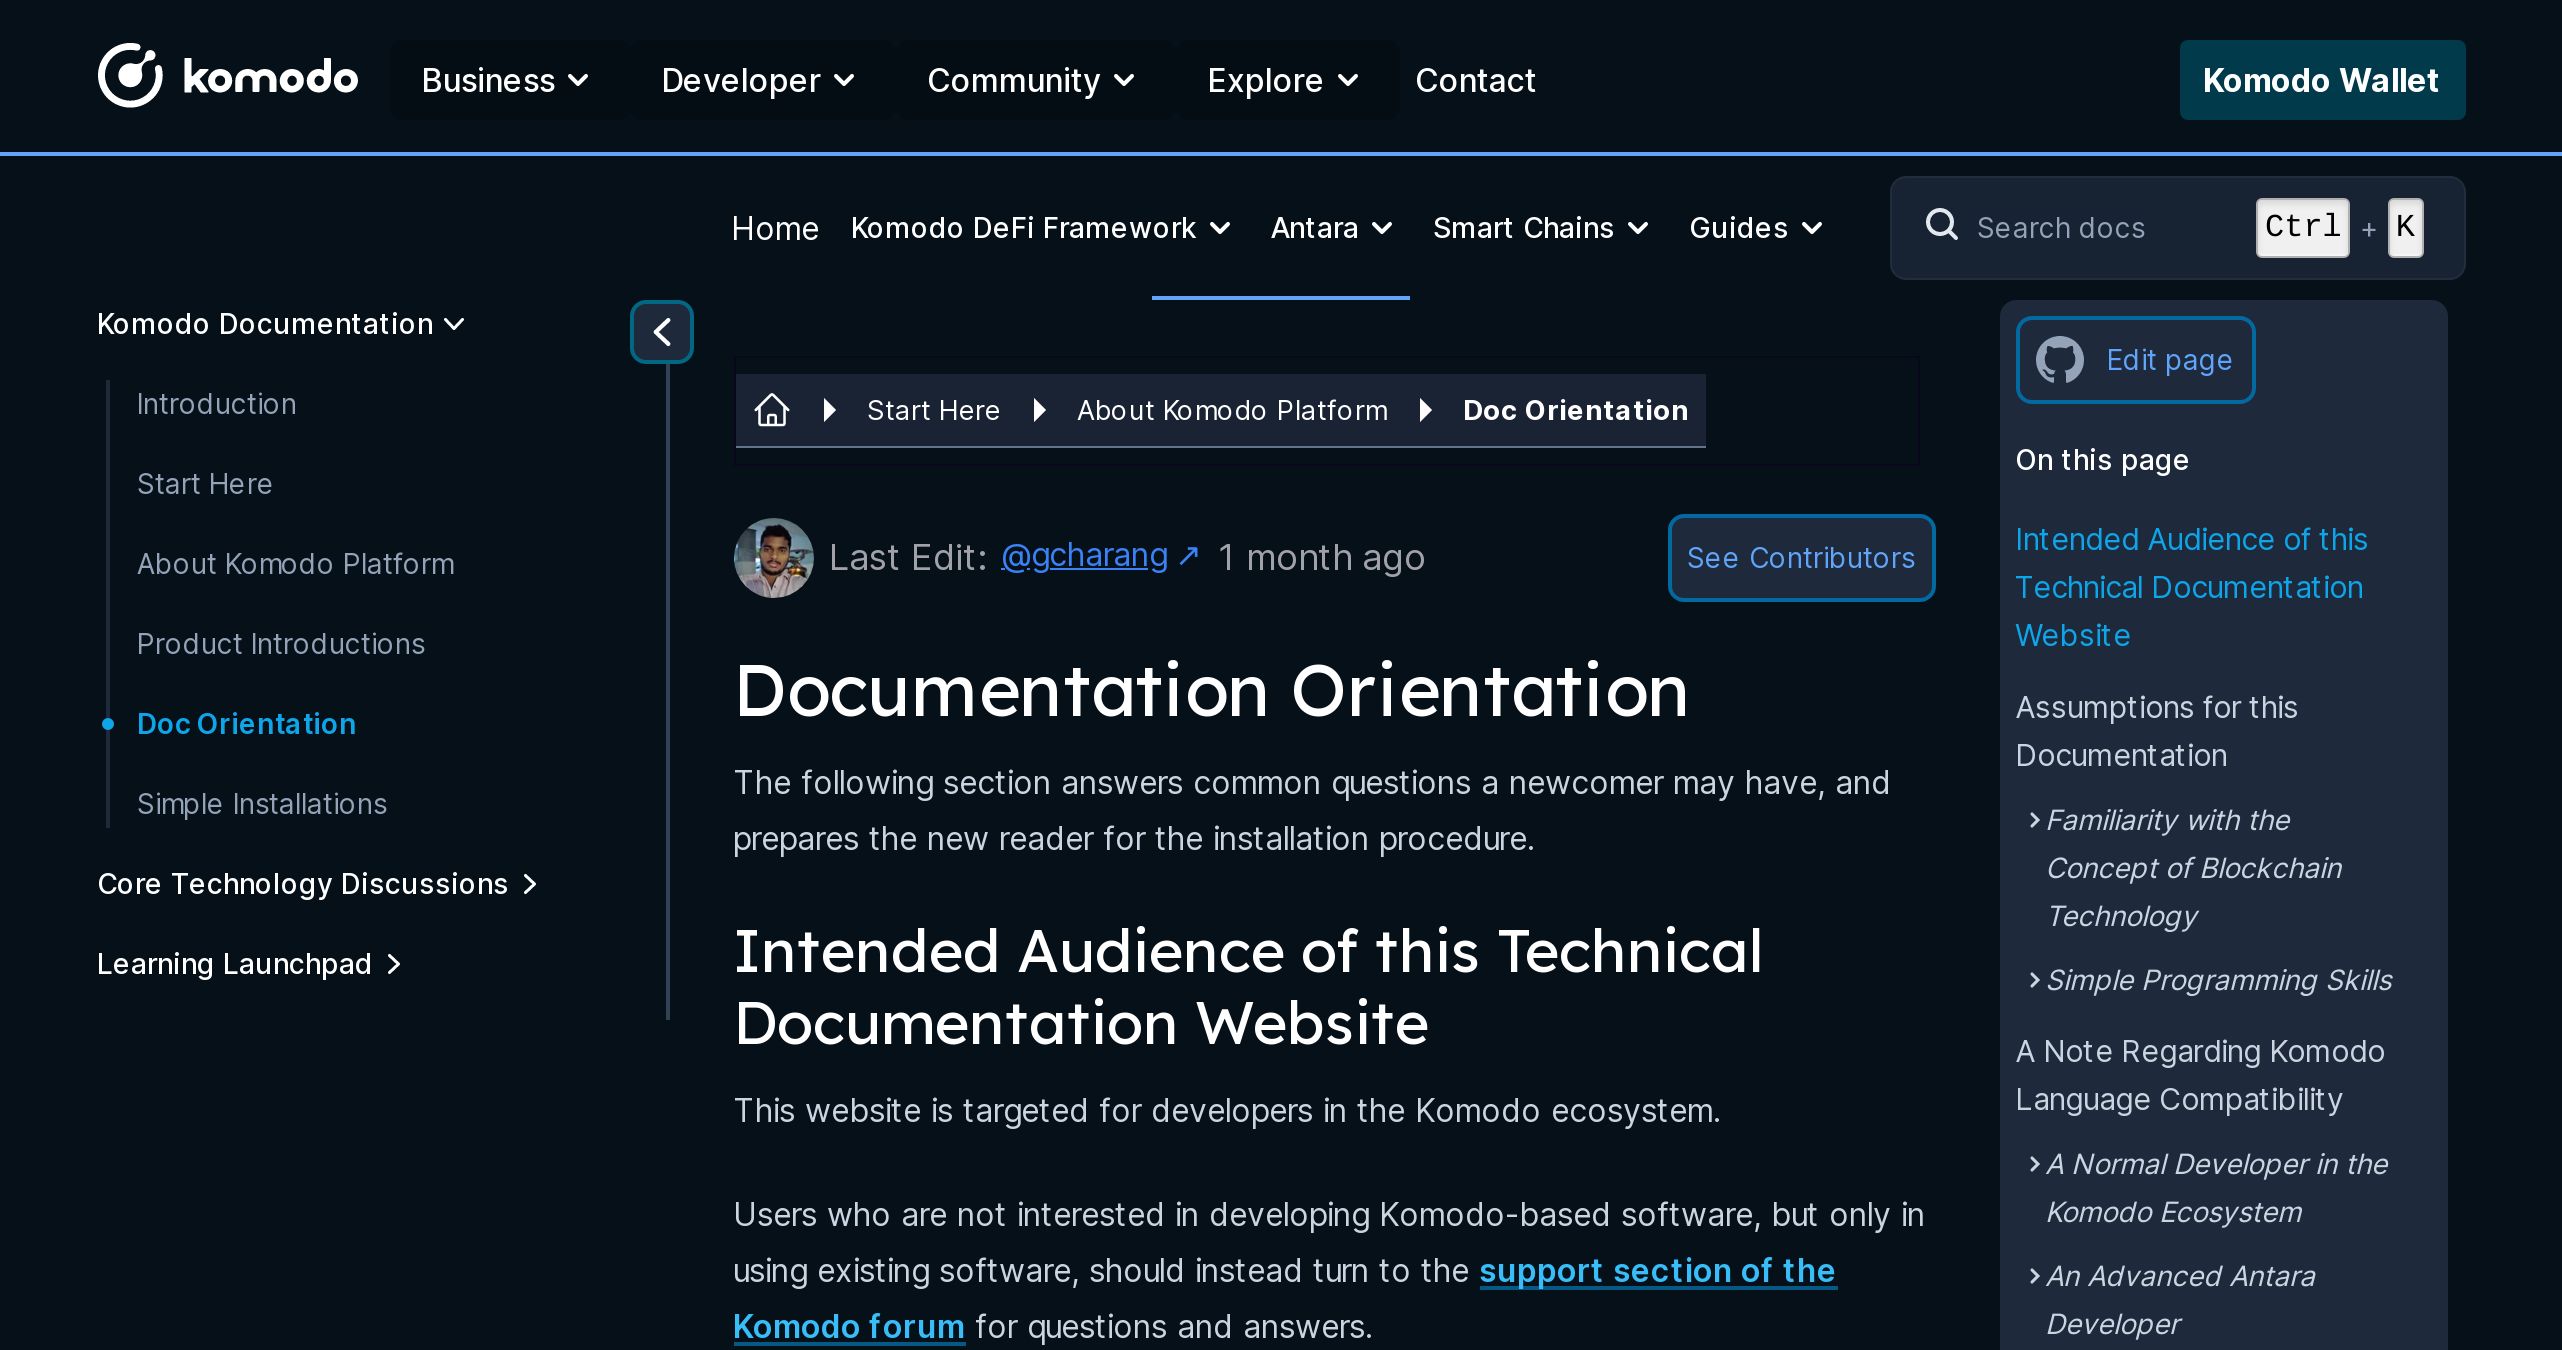 komodo Business Developer Community Explore Contact Komodo Wallet
Home Komodo DeFi Framework Antara Smart Chains Guides Search docs Ctrl + K
Komodo Documentation
Introduction
Start Here
About Komodo Platform
Product Introductions
Doc Orientation
Simple Installations
Core Technology Discussions
Learning Launchpad
Start Here About Komodo Platform Doc Orientation
Last Edit: @gcharang ↗ 1 month ago See Contributors
Documentation Orientation
The following section answers common questions a newcomer may have, and
prepares the new reader for the installation procedure.
Intended Audience of this Technical
Documentation Website
This website is targeted for developers in the Komodo ecosystem.
Users who are not interested in developing Komodo-based software, but only in
using existing software, should instead turn to the support section of the
Komodo forum for questions and answers.
Edit page
On this page
Intended Audience of this
Technical Documentation
Website
Assumptions for this
Documentation
Familiarity with the
Concept of Blockchain
Technology
Simple Programming Skills
A Note Regarding Komodo
Language Compatibility
A Normal Developer in the
Komodo Ecosystem
An Advanced Antara
Developer